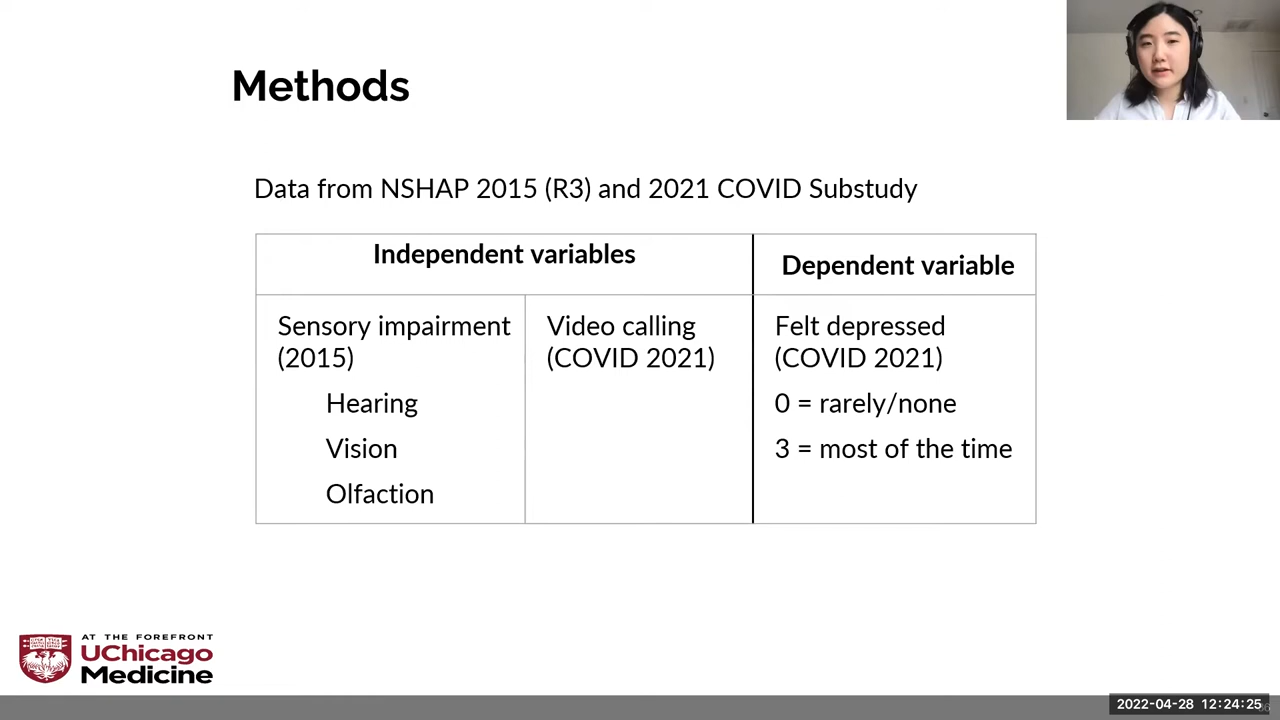 Methods
Data from NSHAP 2015 (R3) and 2021 COVID Substudy
Independent variables
Dependent variable
Sensory impairment
(2015)
Hearing
Vision
Olfaction
Video calling
(COVID 2021)
Felt depressed
(COVID 2021)
0 = rarely/none
3 = most of the time
AT THE FOREFRONT
UChicago
Medicine
2022-04-28 12:24:25